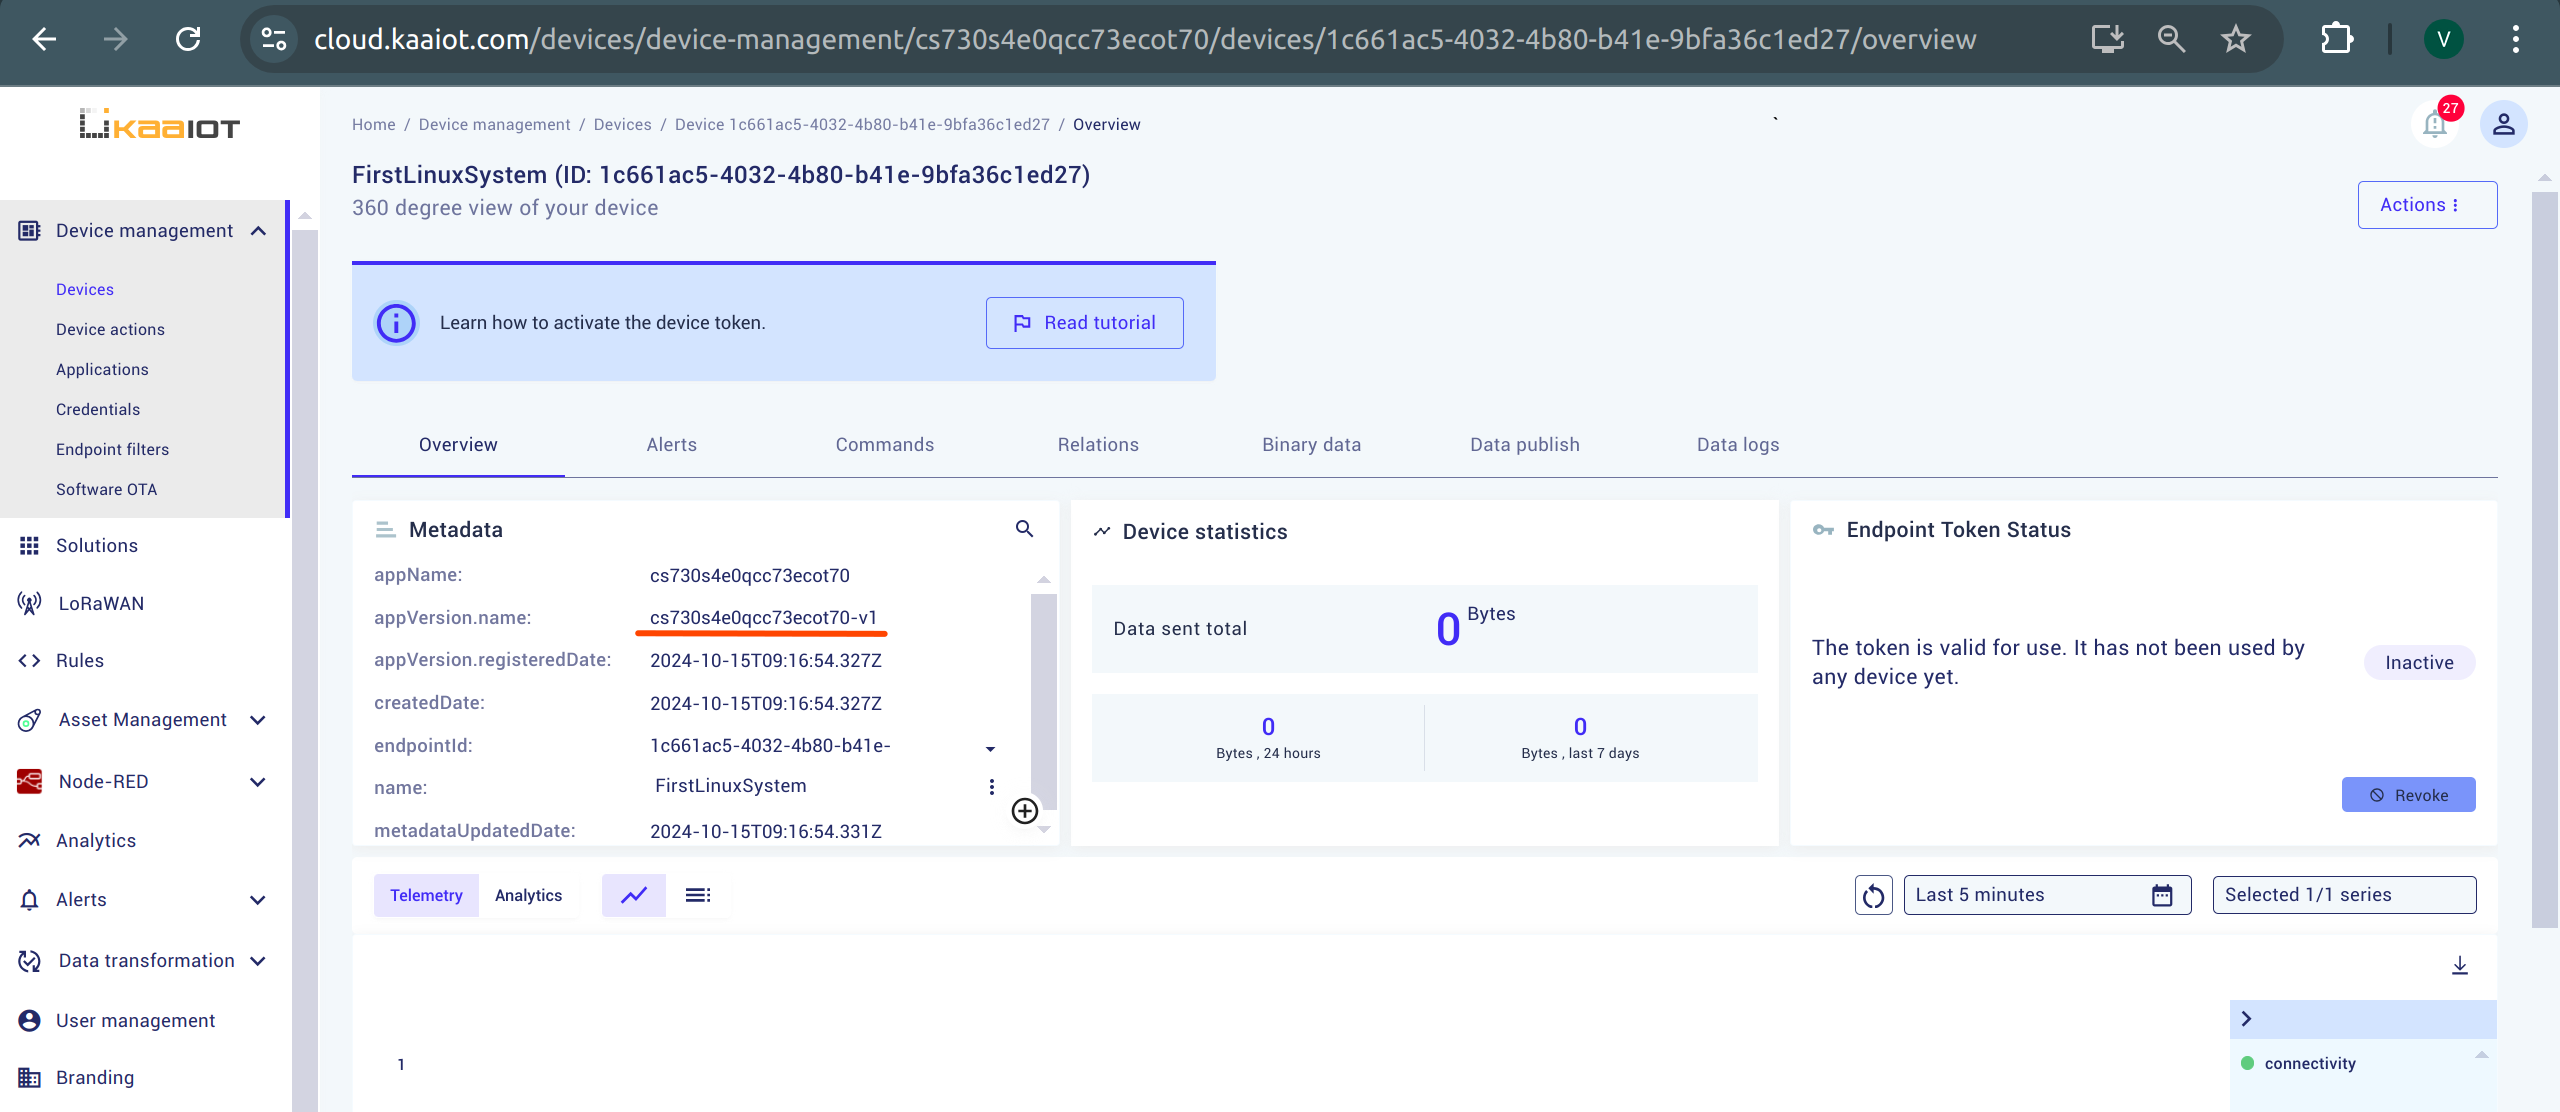 cloud.kaaiot.com/devices/device-management/cs730s4e0qcc73ecot70/devices/1c661ac5-4032-4b80-b41e-9bfa36c1ed27/overview
V
KAAIOT
Home / Device management / Devices / Device 1c661ac5-4032-4b80-b41e-9bfa36c1ed27 / Overview
27
FirstLinuxSystem (ID: 1c661ac5-4032-4b80-b41e-9bfa36c1ed27)
360 degree view of your device
Actions
Learn how to activate the device token.
Read tutorial
Device management
Devices
Device actions
Applications
Credentials
Endpoint filters
Software OTA
Solutions
LoRaWAN
Rules
Asset Management
Node-RED
Analytics
Alerts
Data transformation
User management
Branding
Overview
Alerts
Commands
Relations
Binary data
Data publish
Data logs
Metadata
appName: cs730s4e0qcc73ecot70
appVersion.name: cs730s4e0qcc73ecot70-v1
appVersion.registeredDate: 2024-10-15T09:16:54.327Z
createdDate: 2024-10-15T09:16:54.327Z
endpointId: 1c661ac5-4032-4b80-b41e-
name: FirstLinuxSystem
metadataUpdatedDate: 2024-10-15T09:16:54.331Z
Device statistics
Data sent total 0 Bytes
0
Bytes , 24 hours
0
Bytes , last 7 days
Endpoint Token Status
The token is valid for use. It has not been used by
any device yet.
Inactive
Revoke
Telemetry
Analytics
Last 5 minutes
Selected 1/1 series
1
connectivity